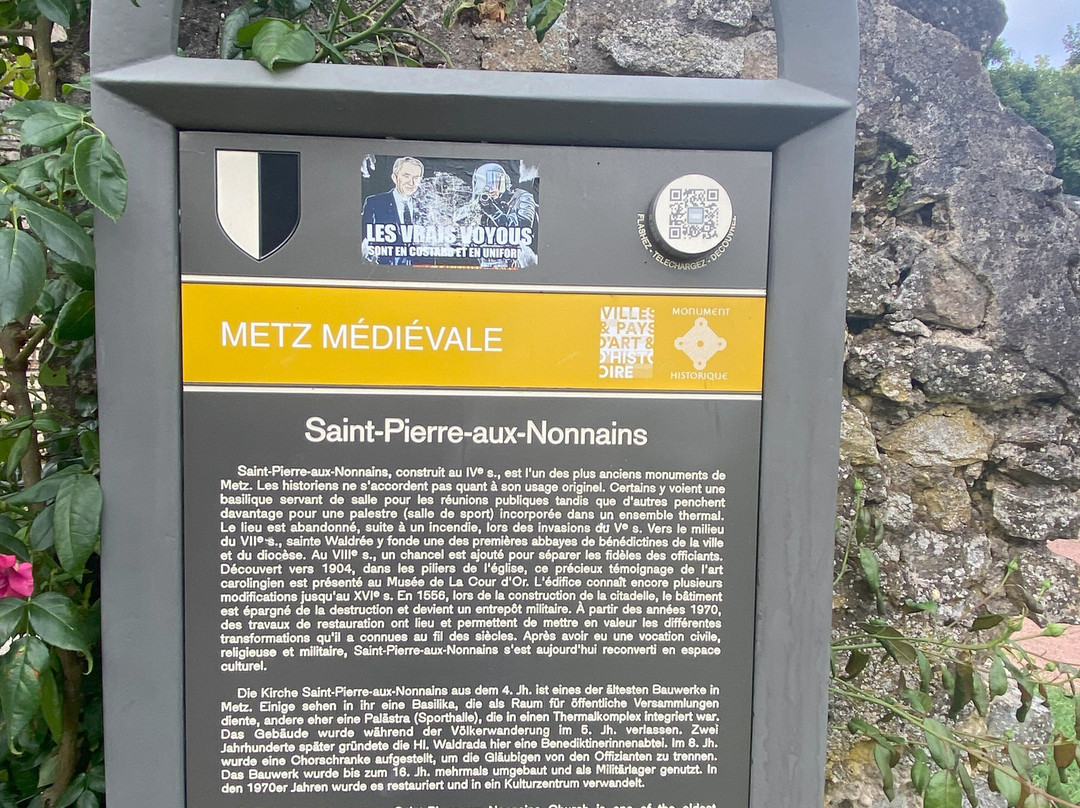 LES VRAIS VOYOUS
SONT EN COSTARD ET EN UNIFORME
FLASHEZ - TÉLÉCHARGEZ - DÉCOUVREZ
METZ MÉDIÉVALE
VILLES
& PAYS
D'ART &
D'HISTO
OIRE
MONUMENT
HISTORIQUE
Saint-Pierre-aux-Nonnains
Saint-Pierre-aux-Nonnains, construit au IVe s., est l'un des plus anciens monuments de
Metz. Les historiens ne s'accordent pas quant à son usage originel. Certains y voient une
basilique servant de salle pour les réunions publiques tandis que d'autres penchent
davantage pour une palestre (salle de sport) incorporée dans un ensemble thermal.
Le lieu est abandonné, suite à un incendie, lors des invasions du Ve s. Vers le milieu
du VIIe s., sainte Waldrée y fonde une des premières abbayes de bénédictines de la ville
et du diocèse. Au VIIIe s., un chancel est ajouté pour séparer les fidèles des officiants.
Découvert vers 1904, dans les piliers de l'église, ce précieux témoignage de l'art
carolingien est présenté au Musée de La Cour d'Or. L'édifice connaît encore plusieurs
modifications jusqu'au XVIe s. En 1556, lors de la construction de la citadelle, le bâtiment
est épargné de la destruction et devient un entrepôt militaire. À partir des années 1970,
des travaux de restauration ont lieu et permettent de mettre en valeur les différentes
transformations qu'il a connues au fil des siècles. Après avoir eu une vocation civile,
religieuse et militaire, Saint-Pierre-aux-Nonnains s'est aujourd'hui reconverti en espace
culturel.
Die Kirche Saint-Pierre-aux-Nonnains aus dem 4. Jh. ist eines der ältesten Bauwerke in
Metz. Einige sehen in ihr eine Basilika, die als Raum für öffentliche Versammlungen
diente, andere eher eine Palästra (Sporthalle), die in einen Thermalkomplex integriert war.
Das Gebäude wurde während der Völkerwanderung im 5. Jh. verlassen. Zwei
Jahrhunderte später gründete die Hl. Waldrada hier eine Benediktinerinnenabtei. Im 8. Jh.
wurde eine Chorschranke aufgestellt, um die Gläubigen von den Offizianten zu trennen.
Das Bauwerk wurde bis zum 16. Jh. mehrmals umgebaut und als Militärlager genutzt. In
den 1970er Jahren wurde es restauriert und in ein Kulturzentrum verwandelt.
Saint-Pierre-aux-Nonnains Church is one of the oldest